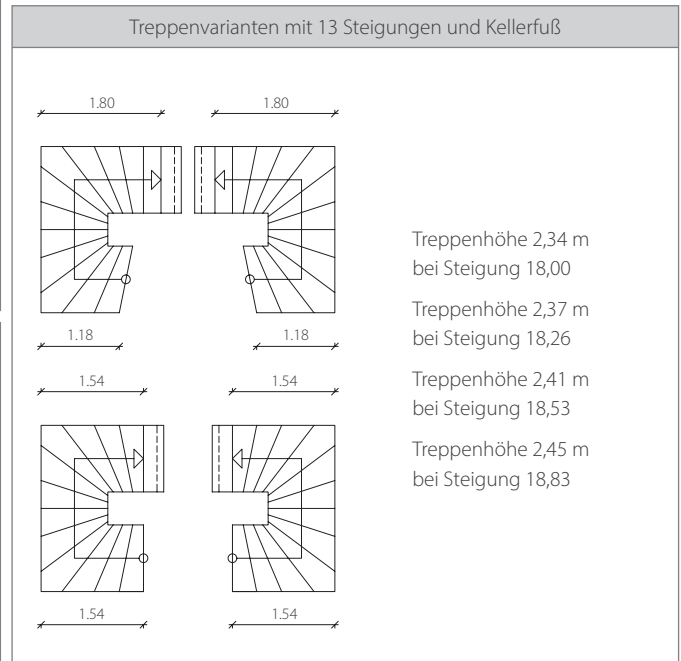 Treppenvarianten mit 13 Steigungen und Kellerfuß
1.80 1.80
1.18 1.18
1.54 1.54
1.54 1.54
Treppenhöhe 2,34 m
bei Steigung 18,00
Treppenhöhe 2,37 m
bei Steigung 18,26
Treppenhöhe 2,41 m
bei Steigung 18,53
Treppenhöhe 2,45 m
bei Steigung 18,83